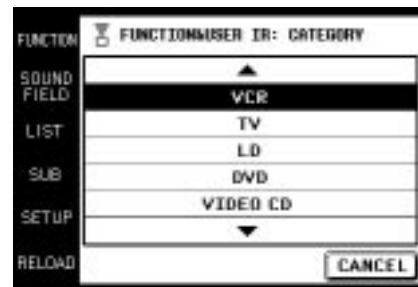 FUNCTION
SOUND
FIELD
LIST
SUB
SETUP
RELOAD
FUNCTION&USER IR: CATEGORY
VCR
TV
LD
DVD
VIDEO CD
CANCEL